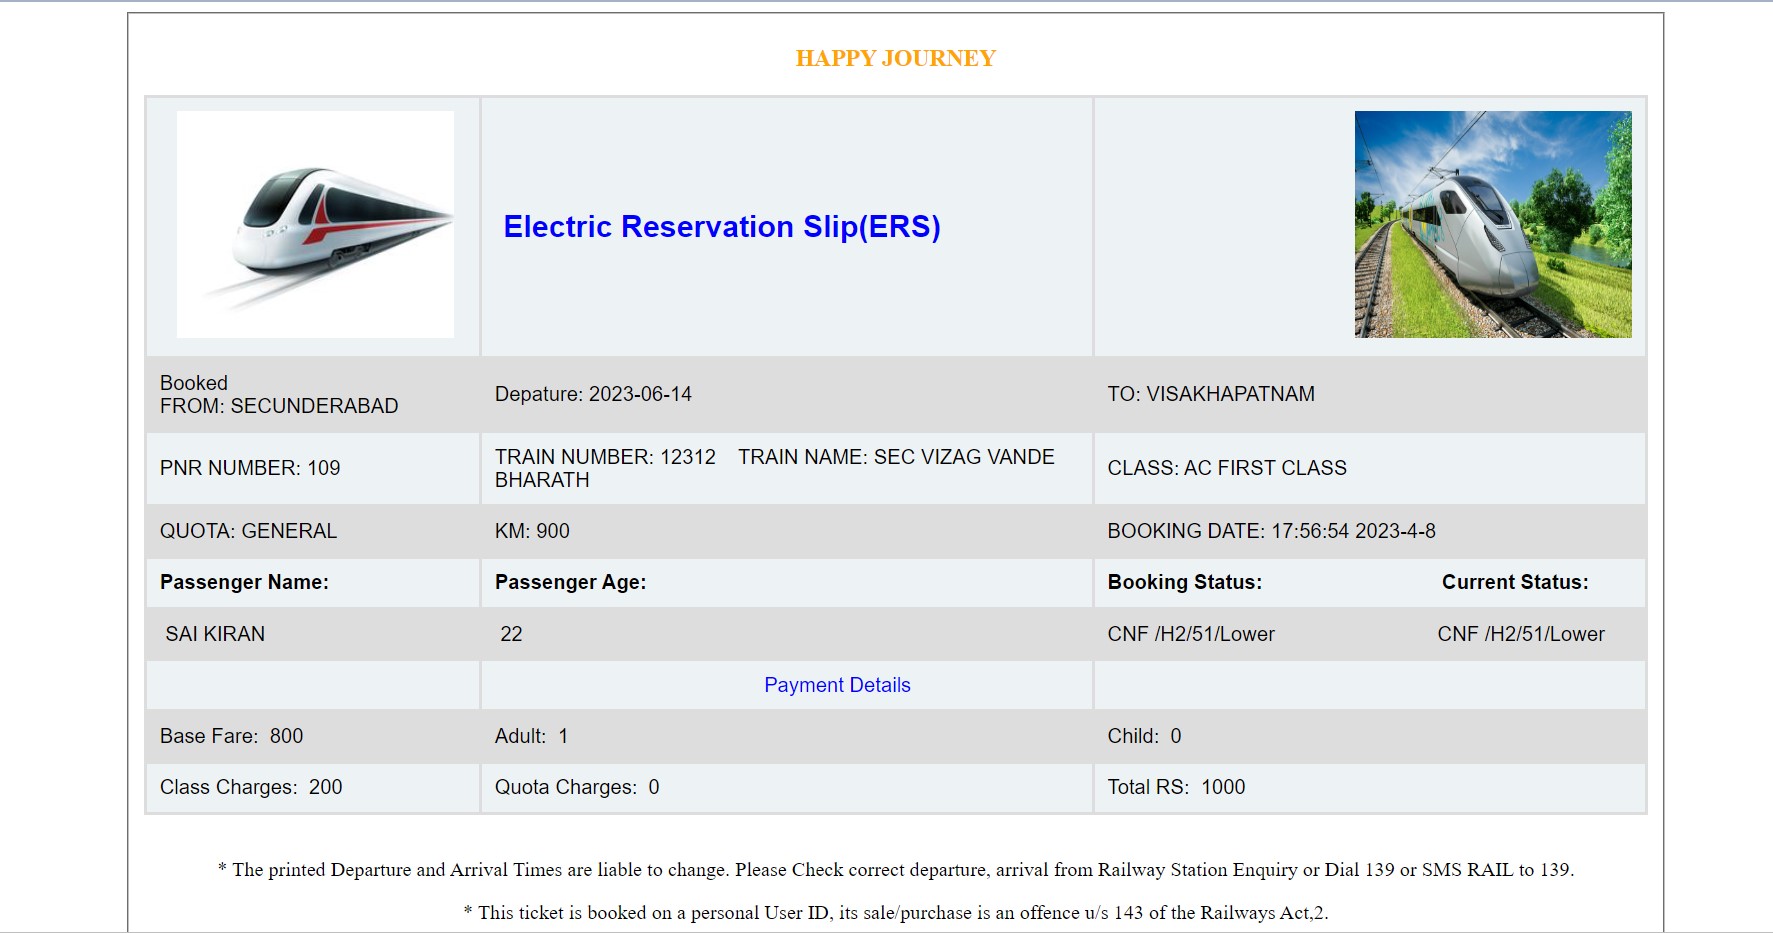 HAPPY JOURNEY
Electric Reservation Slip(ERS)
Booked
FROM: SECUNDERABAD
Depature: 2023-06-14
TO: VISAKHAPATNAM
PNR NUMBER: 109
TRAIN NUMBER: 12312 TRAIN NAME: SEC VIZAG VANDE
BHARATH
CLASS: AC FIRST CLASS
QUOTA: GENERAL
KM: 900
BOOKING DATE: 17:56:54 2023-4-8
Passenger Name:
Passenger Age:
Booking Status:
Current Status:
SAI KIRAN
22
CNF /H2/51/Lower
CNF /H2/51/Lower
Payment Details
Base Fare: 800
Adult: 1
Child: 0
Class Charges: 200
Quota Charges: 0
Total RS: 1000
* The printed Departure and Arrival Times are liable to change. Please Check correct departure, arrival from Railway Station Enquiry or Dial 139 or SMS RAIL to 139.
* This ticket is booked on a personal User ID, its sale/purchase is an offence u/s 143 of the Railways Act,2.